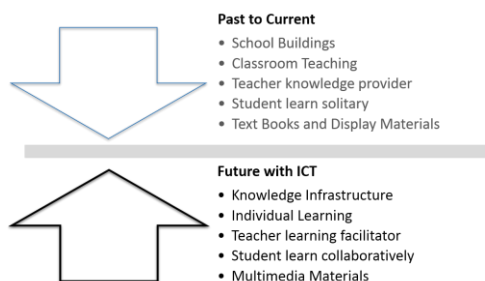 Past to Current
• School Buildings
• Classroom Teaching
• Teacher knowledge provider
• Student learn solitary
• Text Books and Display Materials
Future with ICT
• Knowledge Infrastructure
• Individual Learning
• Teacher learning facilitator
• Student learn collaboratively
• Multimedia Materials